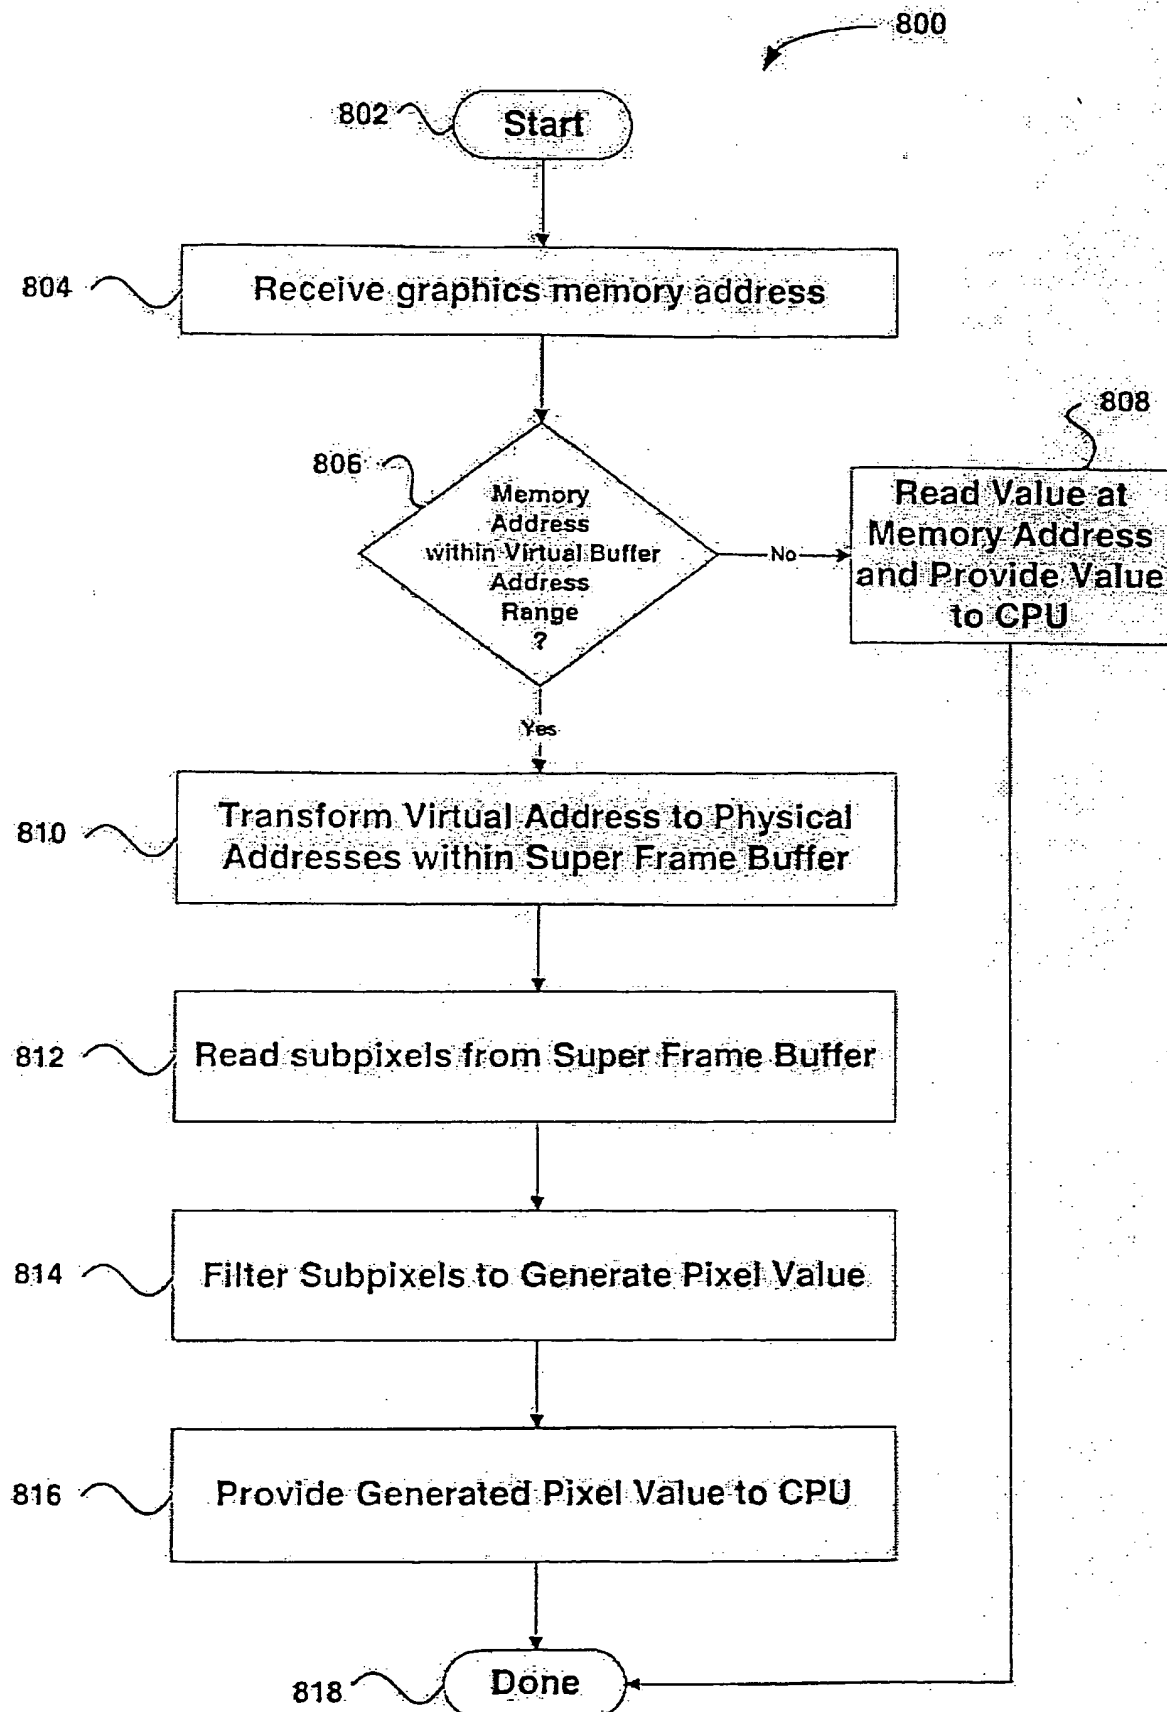 800
802
Start
804
Receive graphics memory address
806
Memory
Address
within Virtual Buffer
Address
Range
?
No
808
Read Value at
Memory Address
and Provide Value
to CPU
Yes
810
Transform Virtual Address to Physical
Addresses within Super Frame Buffer
812
Read subpixels from Super Frame Buffer
814
Filter Subpixels to Generate Pixel Value
816
Provide Generated Pixel Value to CPU
818
Done